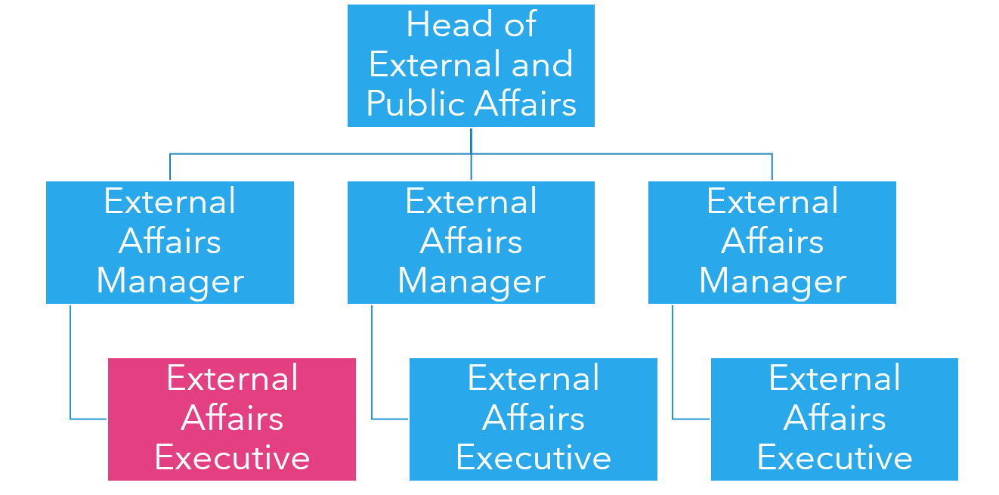 Head of
External and
Public Affairs
External
Affairs
Manager
External
Affairs
Manager
External
Affairs
Manager
External
Affairs
Executive
External
Affairs
Executive
External
Affairs
Executive